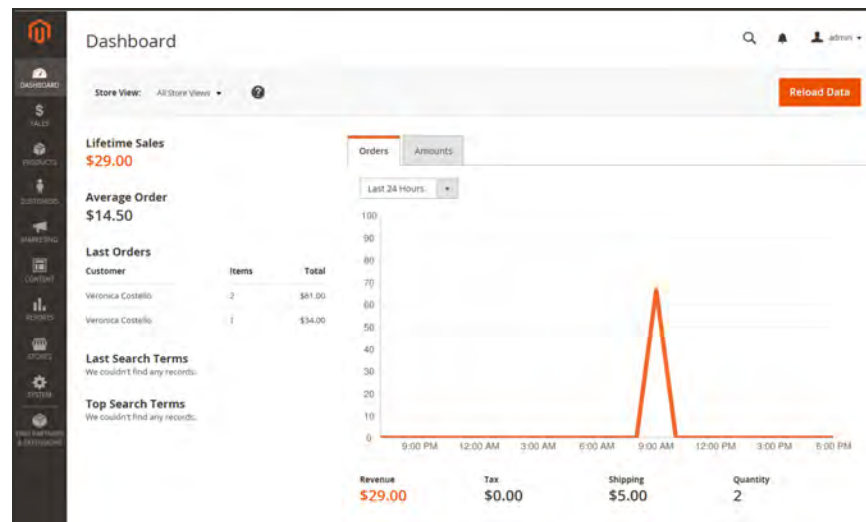 Dashboard
admin
DASHBOARD
SALES
PRODUCTS
CUSTOMERS
MARKETING
CONTENT
REPORTS
STORES
SYSTEM
FIND PARTNERS
& EXTENSIONS
Store View: All Store Views
?
Reload Data
Lifetime Sales
$29.00
Average Order
$14.50
Last Orders
Customer Items Total
Veronica Costello 2 $61.00
Veronica Costello 1 $34.00
Last Search Terms
We couldn't find any records.
Top Search Terms
We couldn't find any records.
Orders Amounts
Last 24 Hours
100
90
80
70
60
50
40
30
20
10
0
9:00 PM 12:00 AM 3:00 AM 6:00 AM 9:00 AM 12:00 PM 3:00 PM 6:00 PM
Revenue Tax Shipping Quantity
$29.00 $0.00 $5.00 2